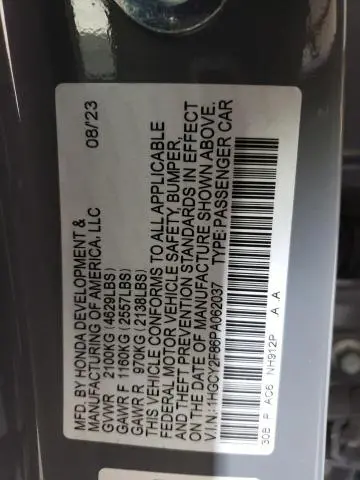 MFD. BY HONDA DEVELOPMENT & 08/'23
MANUFACTURING OF AMERICA, LLC
GVWR 2100KG (4629LBS)
GAWR F 1160KG (2557LBS)
GAWR R 970KG (2138LBS)
THIS VEHICLE CONFORMS TO ALL APPLICABLE
FEDERAL MOTOR VEHICLE SAFETY, BUMPER,
AND THEFT PREVENTION STANDARDS IN EFFECT
ON THE DATE OF MANUFACTURE SHOWN ABOVE.
V.I.N: 1HGCY2F66PA062037 TYPE: PASSENGER CAR
30B P AC6 NH912P A .A